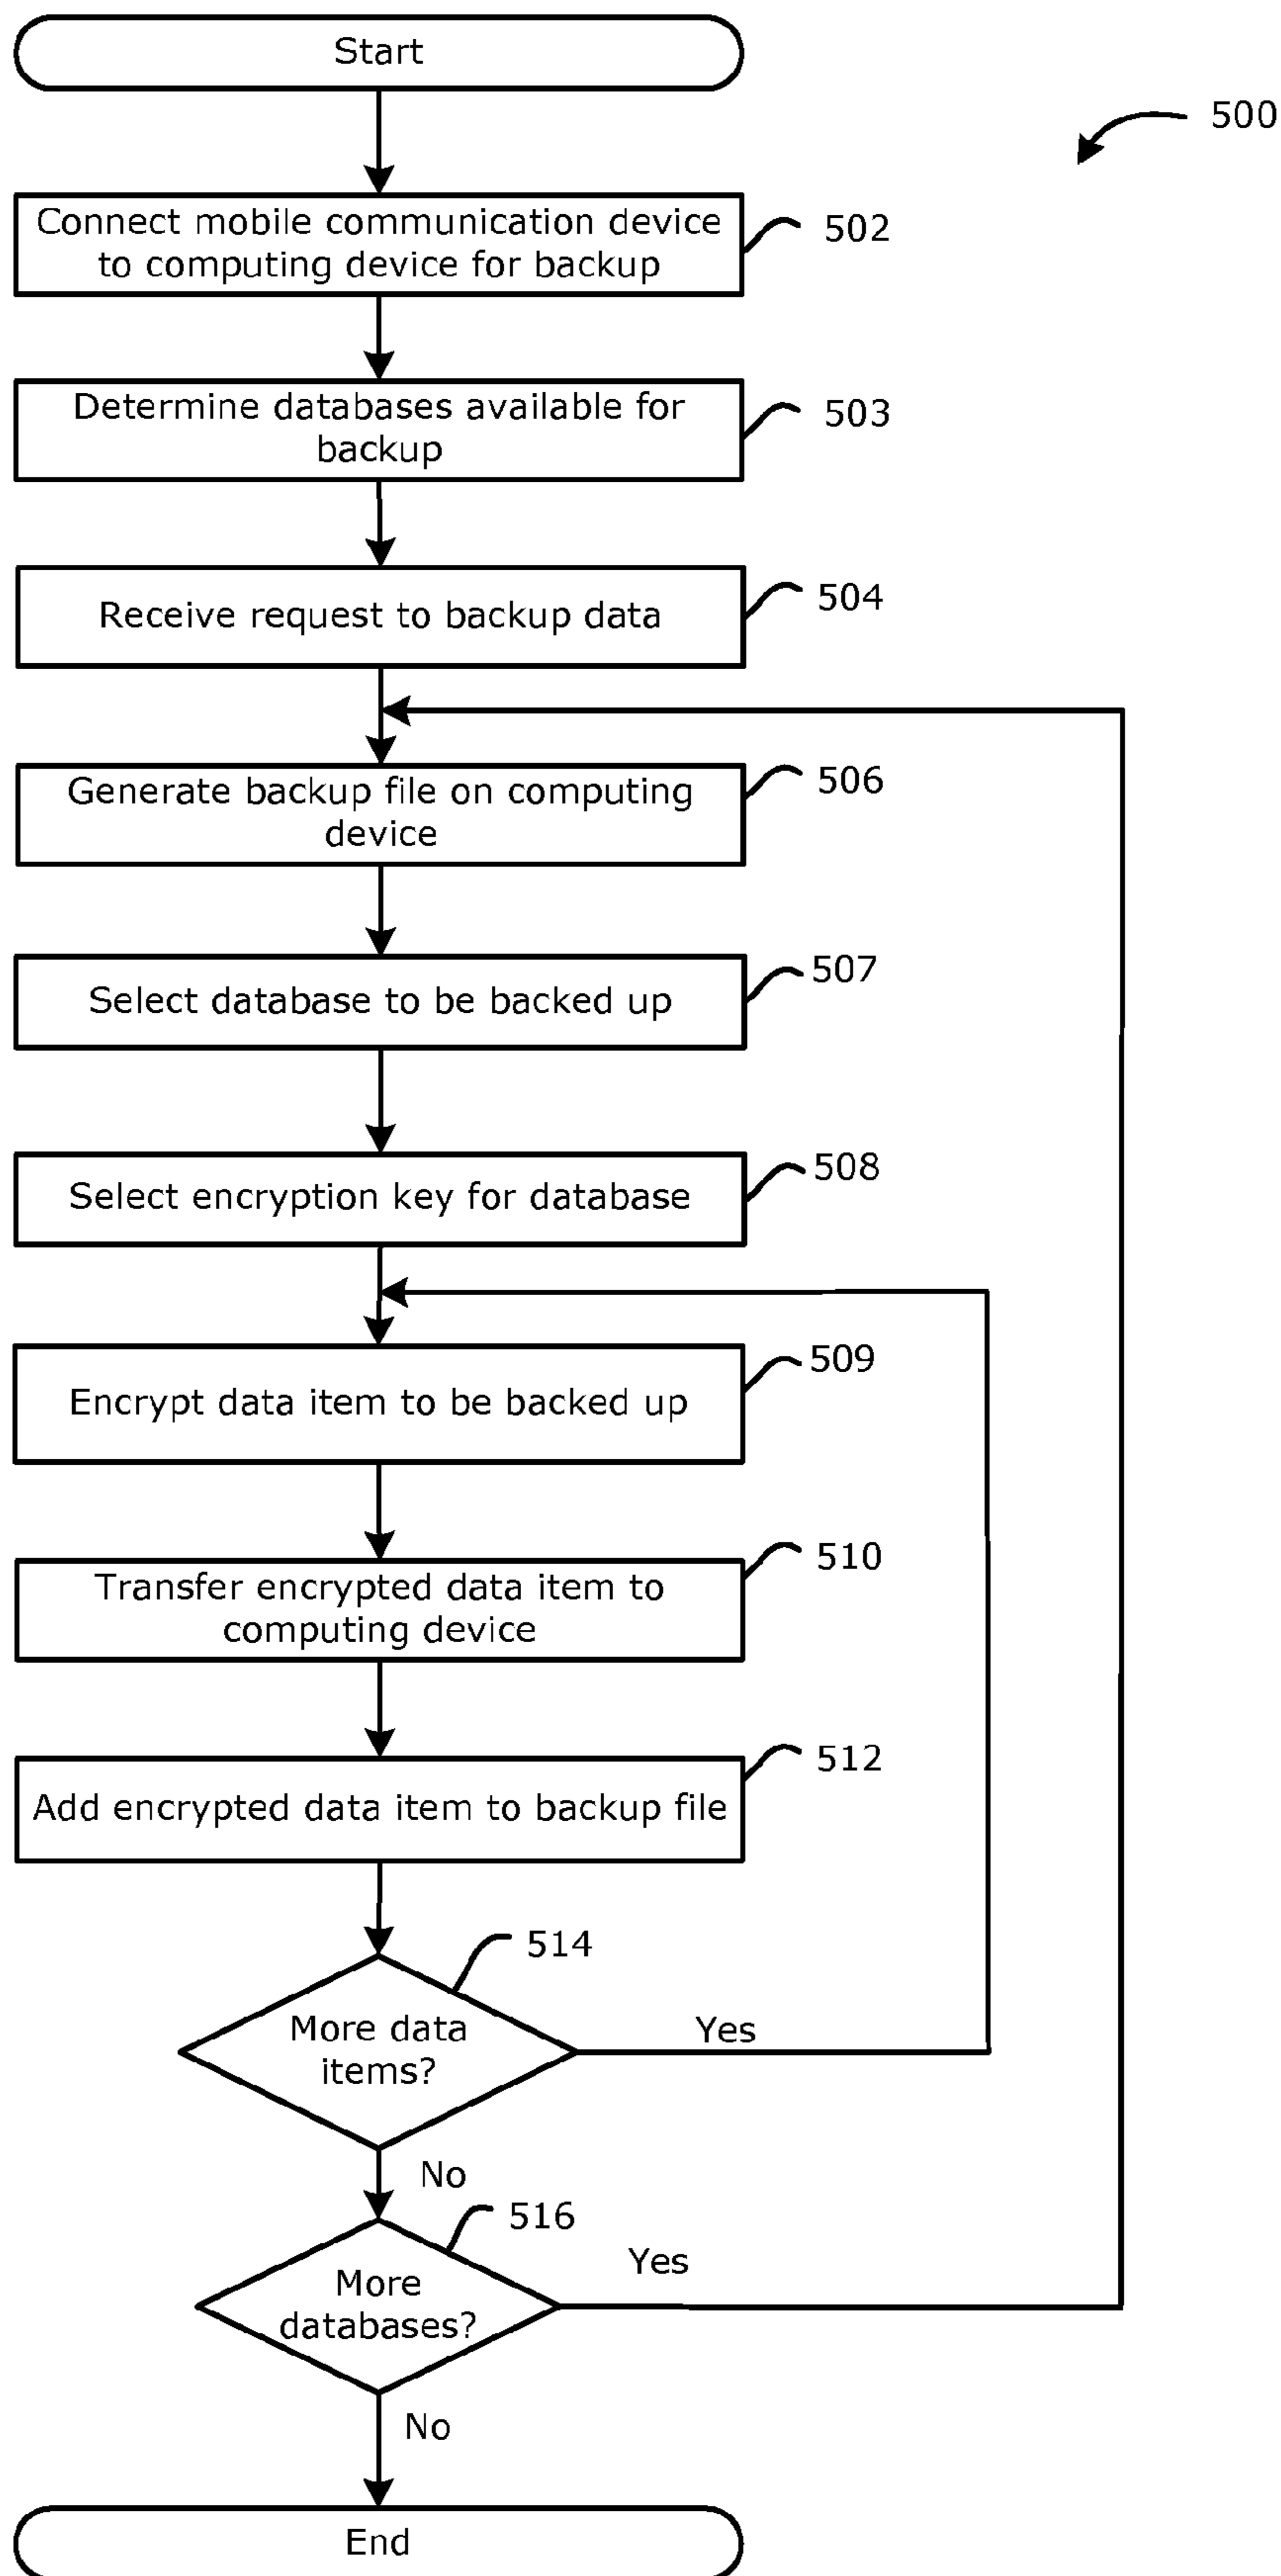 Start
500
Connect mobile communication device
to computing device for backup
502
Determine databases available for
backup
503
Receive request to backup data
504
Generate backup file on computing
device
506
Select database to be backed up
507
Select encryption key for database
508
Encrypt data item to be backed up
509
Transfer encrypted data item to
computing device
510
Add encrypted data item to backup file
512
514
More data
items?
Yes
No
516
More
databases?
Yes
No
End